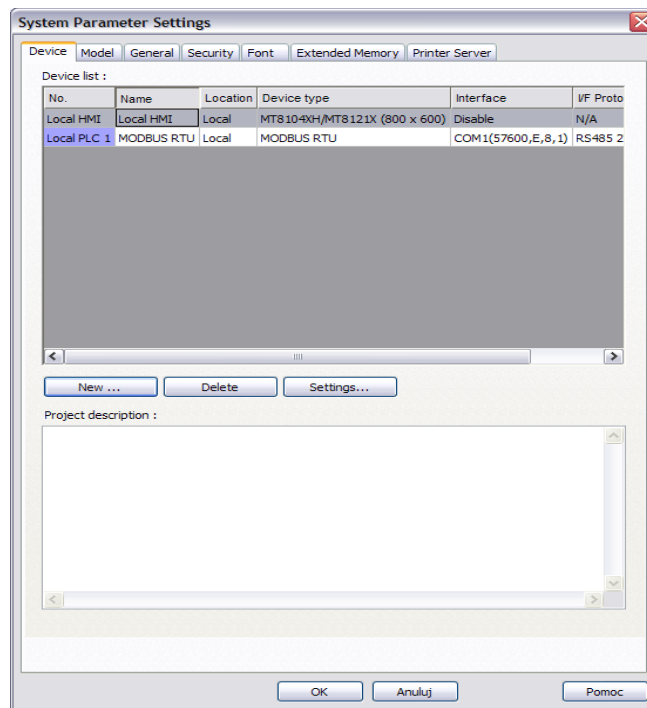 System Parameter Settings
Device Model General Security Font Extended Memory Printer Server
Device list :
No. Name Location Device type Interface I/F Proto
Local HMI Local HMI Local MT8104XH/MT8121X (800 x 600) Disable N/A
Local PLC 1 MODBUS RTU Local MODBUS RTU COM1(57600,E,8,1) RS485 2
New ... Delete Settings...
Project description :
OK Anuluj Pomoc